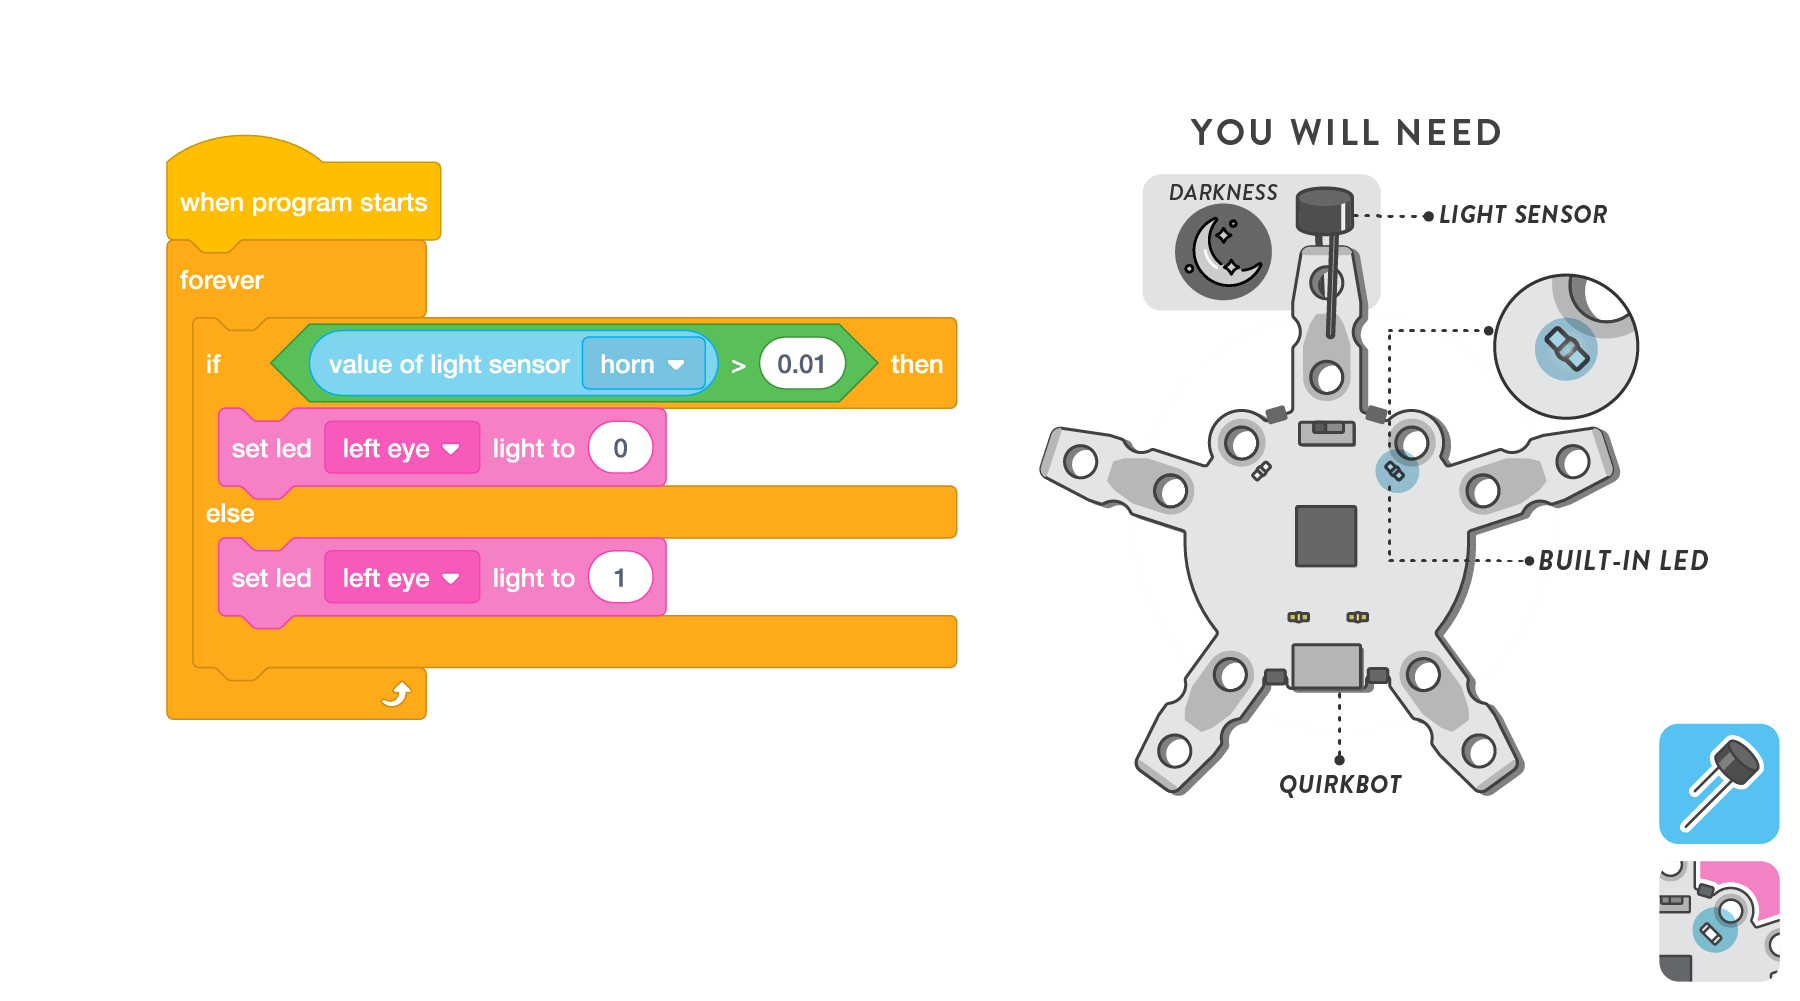 when program starts
forever
if value of light sensor horn > 0.01 then
set led left eye light to 0
else
set led left eye light to 1
YOU WILL NEED
DARKNESS
LIGHT SENSOR
BUILT-IN LED
QUIRKBOT